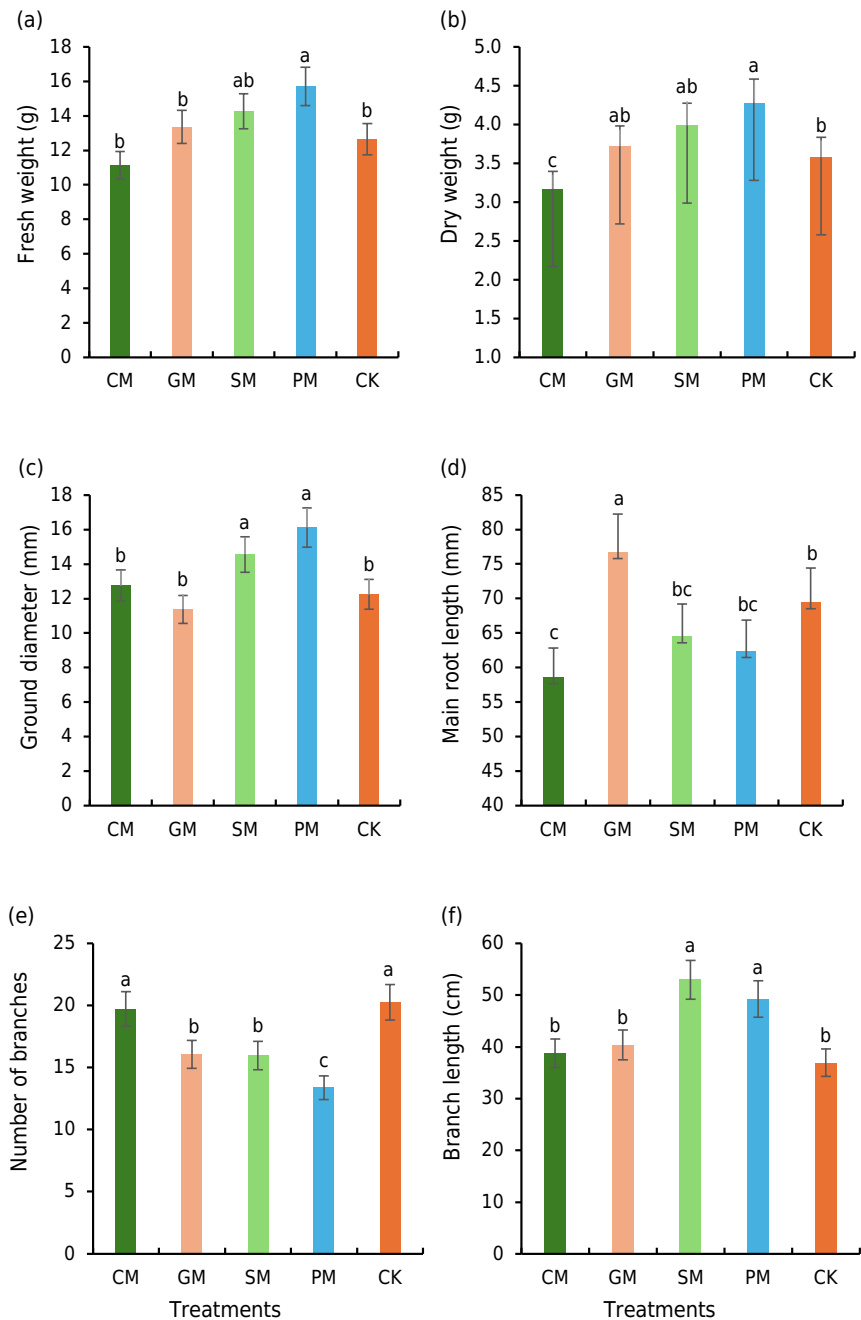 (a)
Fresh weight (g)
18
16
14
12
10
8
6
4
2
0
b
b
ab
a
b
CM GM SM PM CK
(b)
Dry weight (g)
5.0
4.5
4.0
3.5
3.0
2.5
2.0
1.5
1.0
c
ab
ab
a
b
CM GM SM PM CK
(c)
Ground diameter (mm)
18
16
14
12
10
8
6
4
2
0
b
b
a
a
b
CM GM SM PM CK
(d)
Main root length (mm)
85
80
75
70
65
60
55
50
45
40
c
a
bc
bc
b
CM GM SM PM CK
(e)
Number of branches
25
20
15
10
5
0
a
b
b
c
a
CM GM SM PM CK
Treatments
(f)
Branch length (cm)
60
50
40
30
20
10
0
b
b
a
a
b
CM GM SM PM CK
Treatments